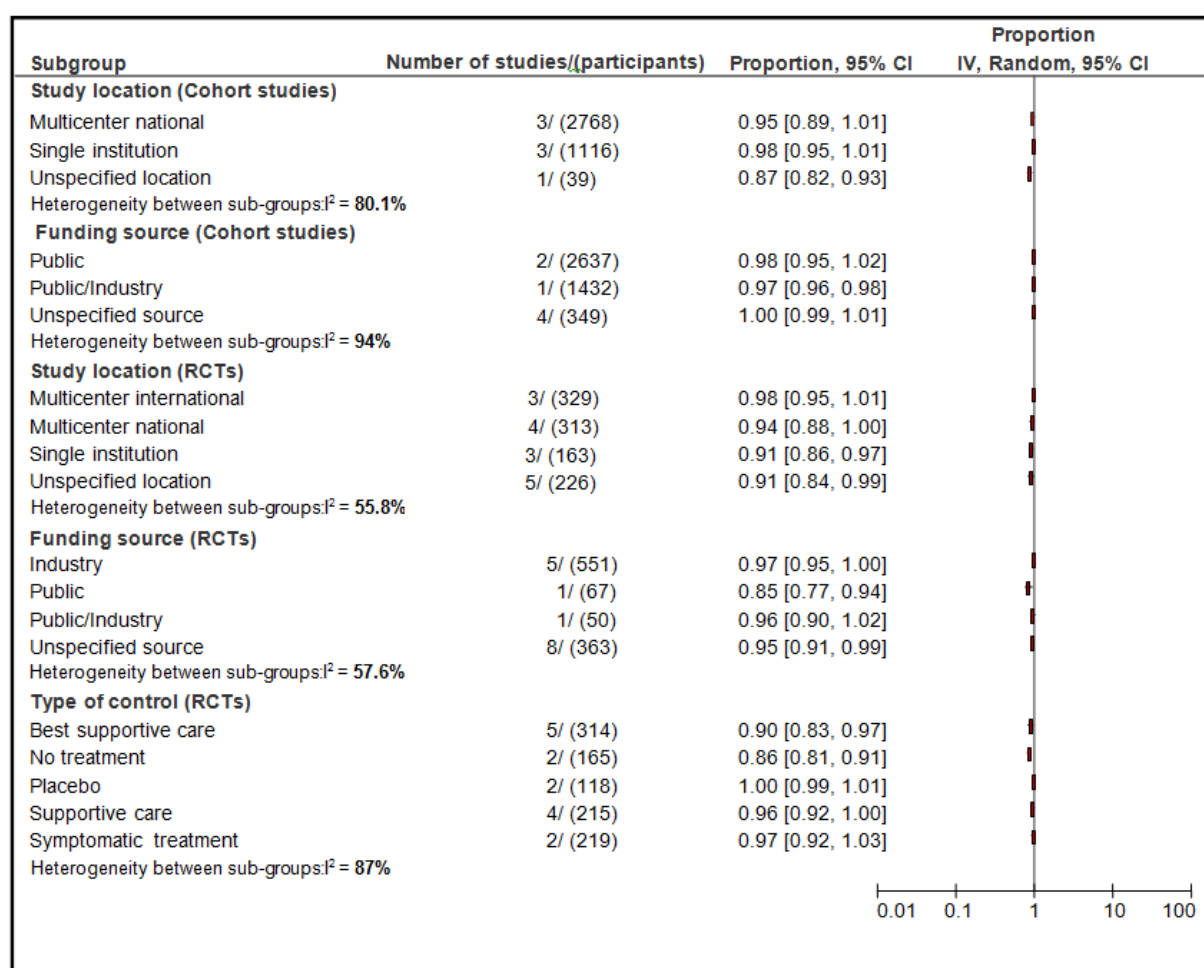 Proportion
Subgroup Number of studies/(participants) Proportion, 95% CI IV, Random, 95% CI
Study location (Cohort studies)
Multicenter national 3/ (2768) 0.95 [0.89, 1.01]
Single institution 3/ (1116) 0.98 [0.95, 1.01]
Unspecified location 1/ (39) 0.87 [0.82, 0.93]
Heterogeneity between sub-groups:I² = 80.1%
Funding source (Cohort studies)
Public 2/ (2637) 0.98 [0.95, 1.02]
Public/Industry 1/ (1432) 0.97 [0.96, 0.98]
Unspecified source 4/ (349) 1.00 [0.99, 1.01]
Heterogeneity between sub-groups:I² = 94%
Study location (RCTs)
Multicenter international 3/ (329) 0.98 [0.95, 1.01]
Multicenter national 4/ (313) 0.94 [0.88, 1.00]
Single institution 3/ (163) 0.91 [0.86, 0.97]
Unspecified location 5/ (226) 0.91 [0.84, 0.99]
Heterogeneity between sub-groups:I² = 55.8%
Funding source (RCTs)
Industry 5/ (551) 0.97 [0.95, 1.00]
Public 1/ (67) 0.85 [0.77, 0.94]
Public/Industry 1/ (50) 0.96 [0.90, 1.02]
Unspecified source 8/ (363) 0.95 [0.91, 0.99]
Heterogeneity between sub-groups:I² = 57.6%
Type of control (RCTs)
Best supportive care 5/ (314) 0.90 [0.83, 0.97]
No treatment 2/ (165) 0.86 [0.81, 0.91]
Placebo 2/ (118) 1.00 [0.99, 1.01]
Supportive care 4/ (215) 0.96 [0.92, 1.00]
Symptomatic treatment 2/ (219) 0.97 [0.92, 1.03]
Heterogeneity between sub-groups:I² = 87%
0.01 0.1 1 10 100